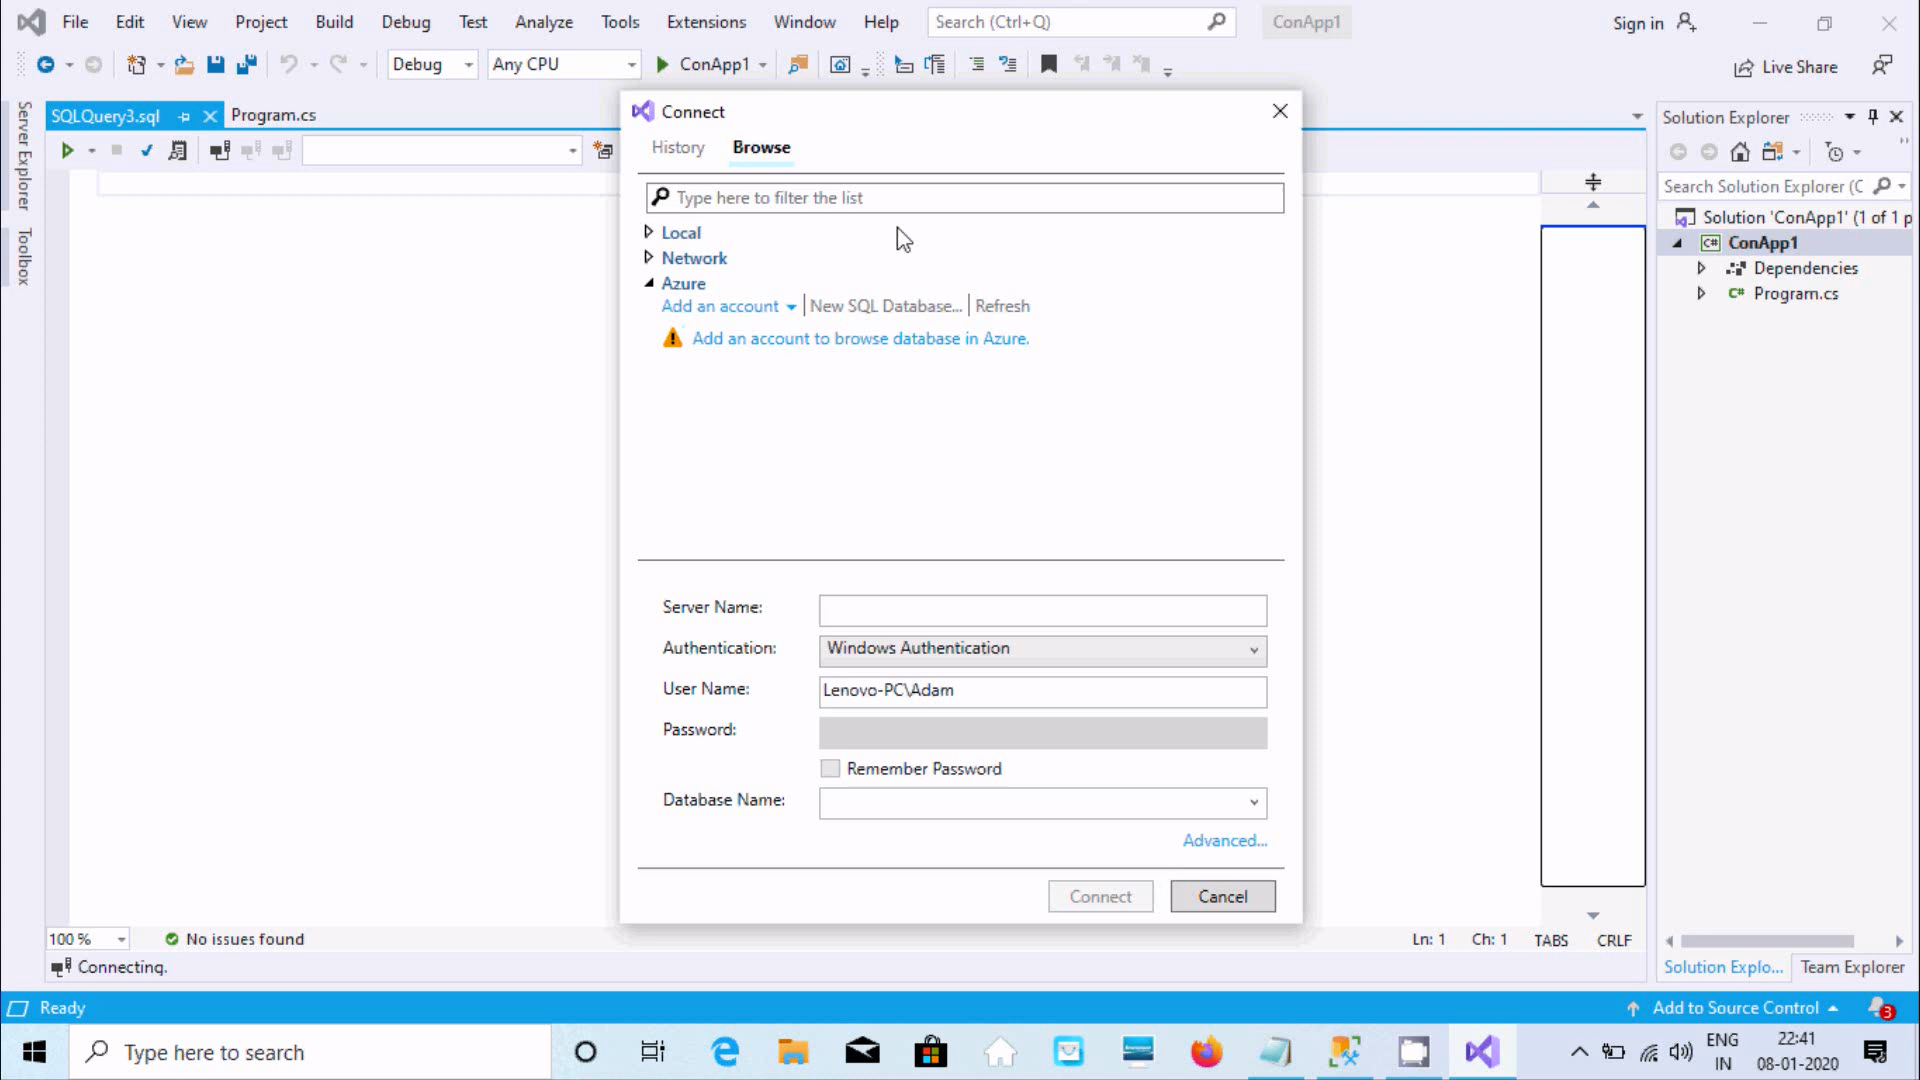 File Edit View Project Build Debug Test Analyze Tools Extensions Window Help Search (Ctrl+Q) ConApp1 Sign in
Debug Any CPU ConApp1 Live Share
Server Explorer
Toolbox
SQLQuery3.sql Program.cs
Connect
History Browse
Type here to filter the list
Local
Network
Azure
Add an account New SQL Database... Refresh
Add an account to browse database in Azure.
Server Name:
Authentication: Windows Authentication
User Name: Lenovo-PC\Adam
Password:
Remember Password
Database Name:
Advanced...
Connect Cancel
Solution Explorer
Search Solution Explorer (C
Solution 'ConApp1' (1 of 1 p
C# ConApp1
Dependencies
C# Program.cs
100 % No issues found Ln: 1 Ch: 1 TABS CRLF
Connecting.
Solution Explo... Team Explorer
Ready Add to Source Control 3
Type here to search
ENG
IN
22:41
08-01-2020